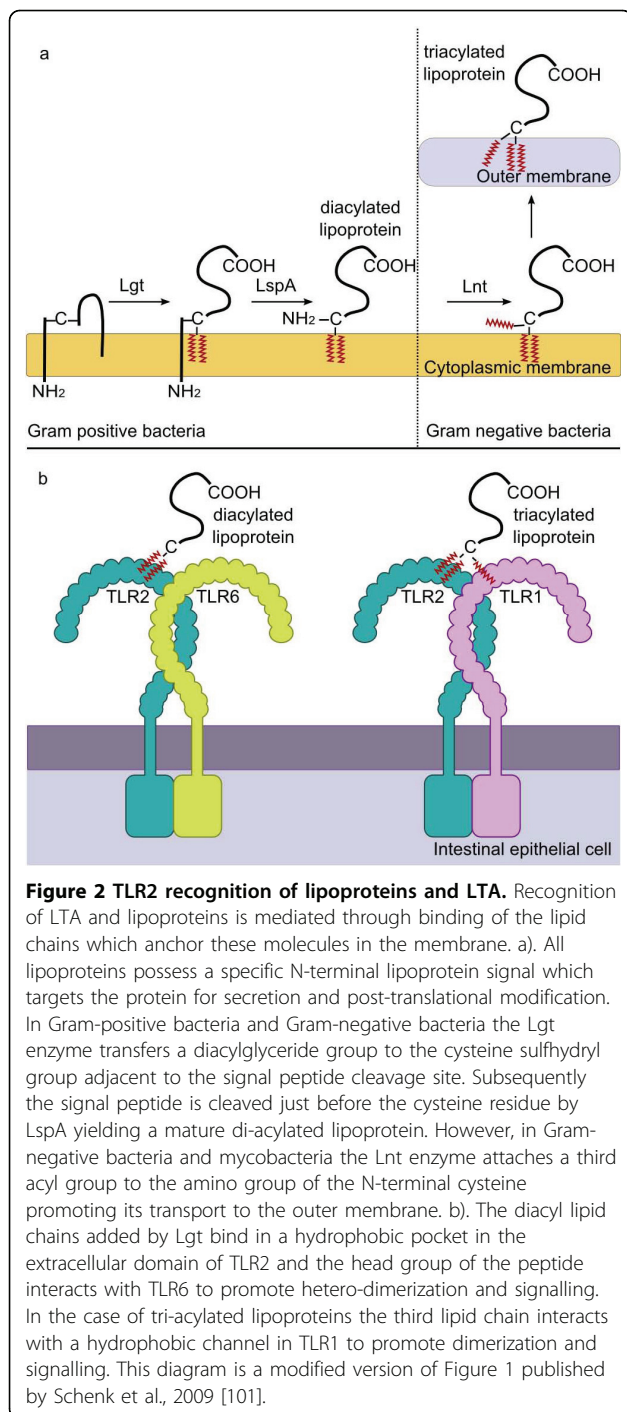 a
triacylated
lipoprotein
COOH
C
Outer membrane
diacylated
lipoprotein
Lgt
COOH
LspA
COOH
Lnt
COOH
C
C
NH₂ – C
C
Cytoplasmic membrane
NH₂
NH₂
Gram positive bacteria
Gram negative bacteria
b
COOH
diacylated
lipoprotein
C
TLR2
TLR6
COOH
triacylated
lipoprotein
C
TLR2
TLR1
Intestinal epithelial cell
Figure 2 TLR2 recognition of lipoproteins and LTA. Recognition
of LTA and lipoproteins is mediated through binding of the lipid
chains which anchor these molecules in the membrane. a). All
lipoproteins possess a specific N-terminal lipoprotein signal which
targets the protein for secretion and post-translational modification.
In Gram-positive bacteria and Gram-negative bacteria the Lgt
enzyme transfers a diacylglyceride group to the cysteine sulfhydryl
group adjacent to the signal peptide cleavage site. Subsequently
the signal peptide is cleaved just before the cysteine residue by
LspA yielding a mature di-acylated lipoprotein. However, in Gram-
negative bacteria and mycobacteria the Lnt enzyme attaches a third
acyl group to the amino group of the N-terminal cysteine
promoting its transport to the outer membrane. b). The diacyl lipid
chains added by Lgt bind in a hydrophobic pocket in the
extracellular domain of TLR2 and the head group of the peptide
interacts with TLR6 to promote hetero-dimerization and signalling.
In the case of tri-acylated lipoproteins the third lipid chain interacts
with a hydrophobic channel in TLR1 to promote dimerization and
signalling. This diagram is a modified version of Figure 1 published
by Schenk et al., 2009 [101].